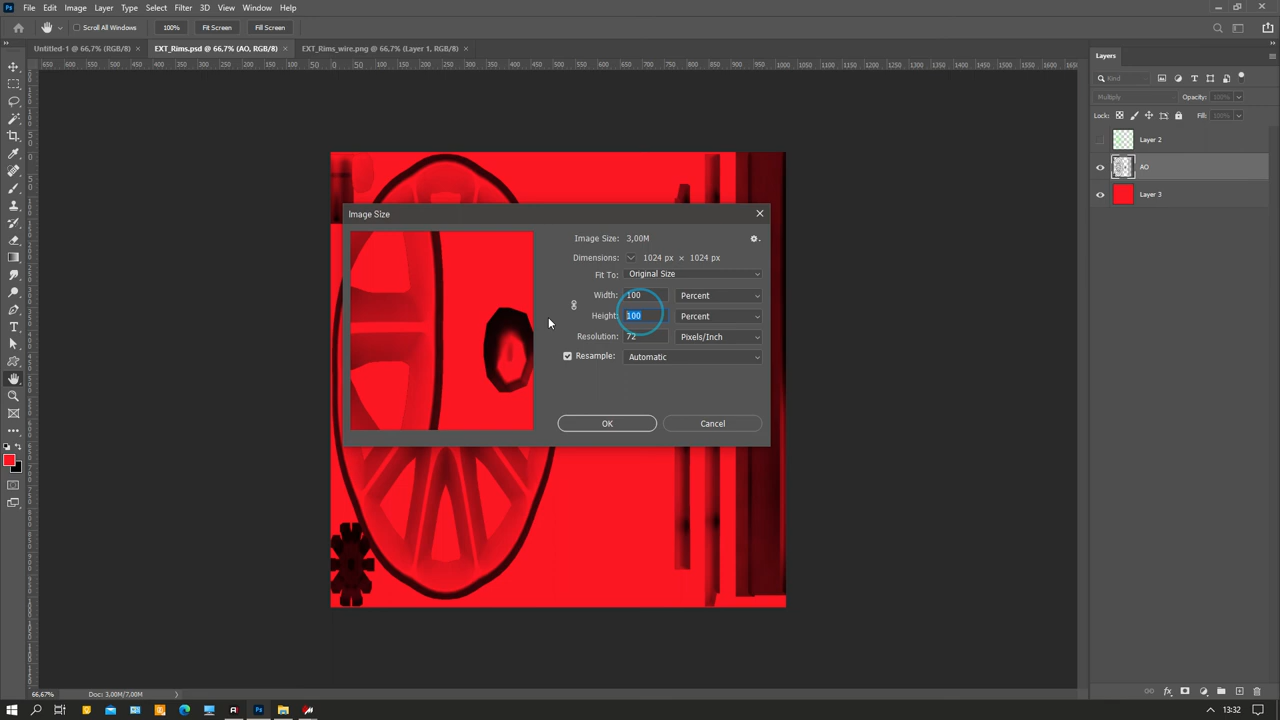 Ps File Edit Image Layer Type Select Filter 3D View Window Help
Scroll All Windows 100% Fit Screen Fill Screen
Untitled-1 @ 66,7% (RGB/8) × EXT_Rims.psd @ 66,7% (AO, RGB/8) × EXT_Rims_wire.png @ 66,7% (Layer 1, RGB/8) ×
Layers
Kind
Multiply Opacity: 100%
Lock: Fill: 100%
Layer 2
AO
Layer 3
Image Size
Image Size: 3,00M
Dimensions: 1024 px × 1024 px
Fit To: Original Size
Width: 100 Percent
Height: 100 Percent
Resolution: 72 Pixels/Inch
Resample: Automatic
OK Cancel
66,67% Doc: 3,00M/7,00M
13:32